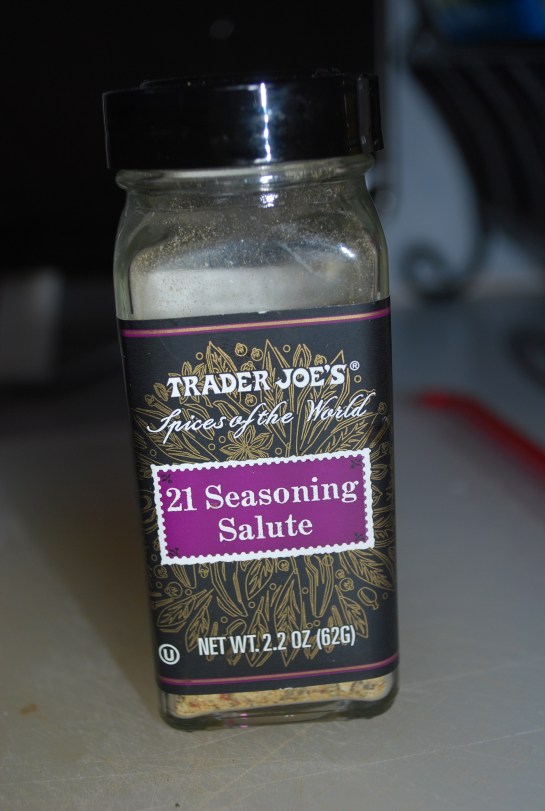 TRADER JOE'S®
Spices of the World
21 Seasoning
Salute
U NET WT. 2.2 OZ (62G)